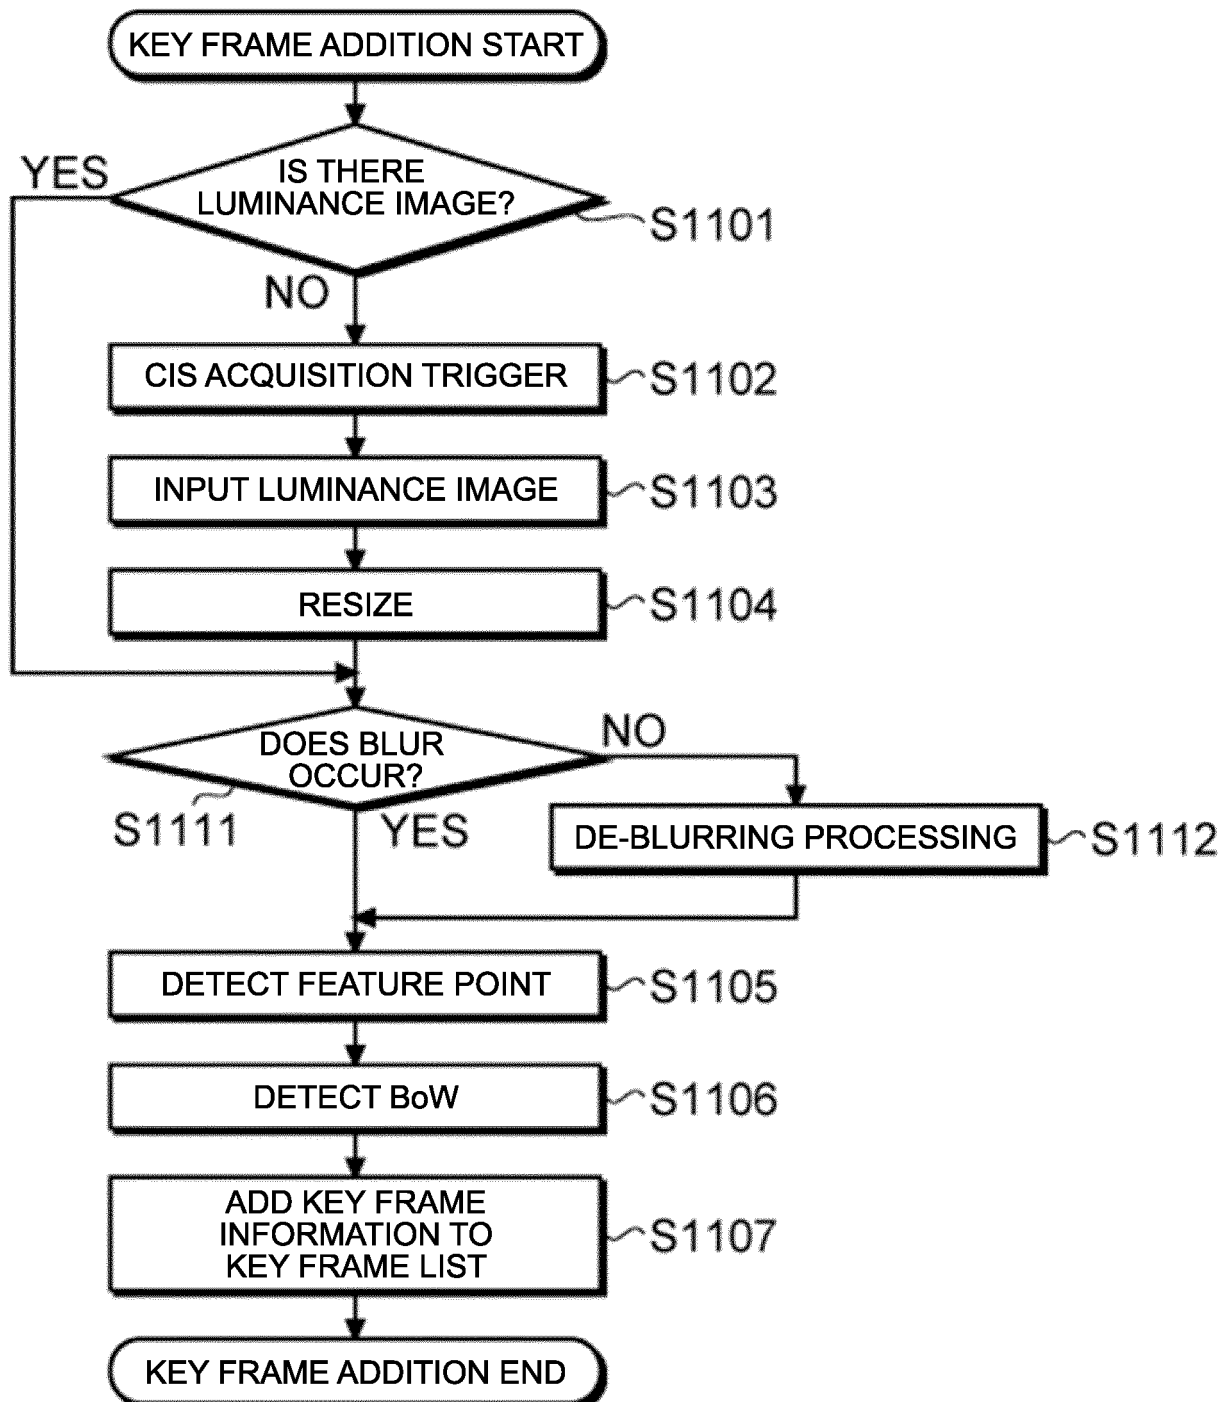 KEY FRAME ADDITION START
YES
IS THERE
LUMINANCE IMAGE?
S1101
NO
CIS ACQUISITION TRIGGER
S1102
INPUT LUMINANCE IMAGE
S1103
RESIZE
S1104
DOES BLUR
OCCUR?
NO
S1111
YES
DE-BLURRING PROCESSING
S1112
DETECT FEATURE POINT
S1105
DETECT BoW
S1106
ADD KEY FRAME
INFORMATION TO
KEY FRAME LIST
S1107
KEY FRAME ADDITION END